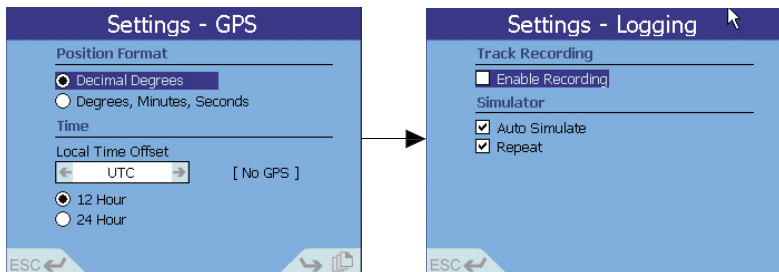 Settings - GPS
Position Format
Decimal Degrees
Degrees, Minutes, Seconds
Time
Local Time Offset
UTC
[ No GPS ]
12 Hour
24 Hour
ESC
Settings - Logging
Track Recording
Enable Recording
Simulator
Auto Simulate
Repeat
ESC